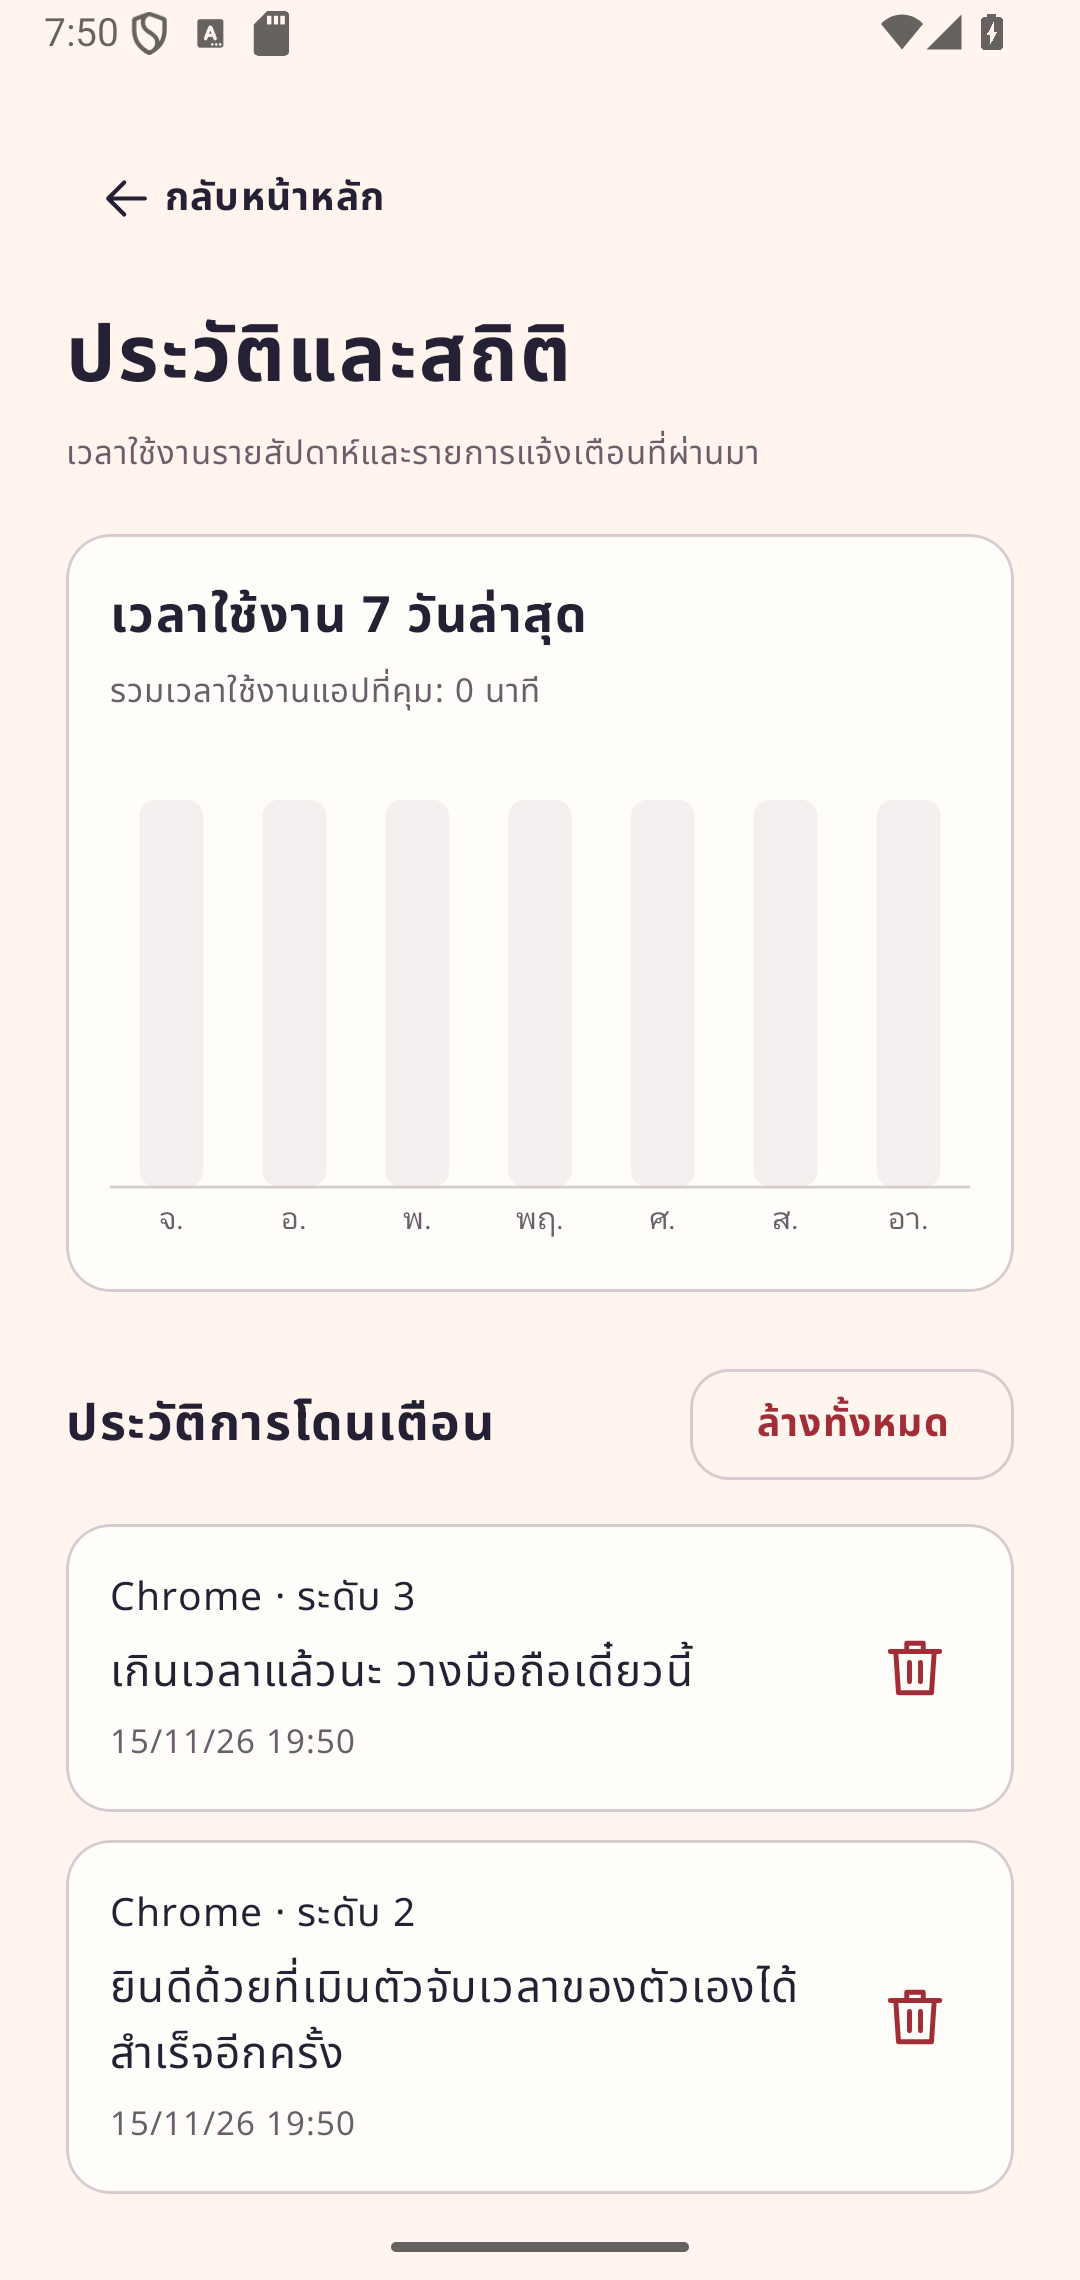 7:50
กลับหน้าหลัก
ประวัติและสถิติ
เวลาใช้งานรายสัปดาห์และรายการแจ้งเตือนที่ผ่านมา
เวลาใช้งาน 7 วันล่าสุด
รวมเวลาใช้งานแอปที่คุม: 0 นาที
จ. อ. พ. พฤ. ศ. ส. อา.
ประวัติการโดนเตือน
ล้างทั้งหมด
Chrome · ระดับ 3
เกินเวลาแล้วนะ วางมือถือเดี๋ยวนี้
15/11/26 19:50
Chrome · ระดับ 2
ยินดีด้วยที่เมินตัวจับเวลาของตัวเองได้
สำเร็จอีกครั้ง
15/11/26 19:50